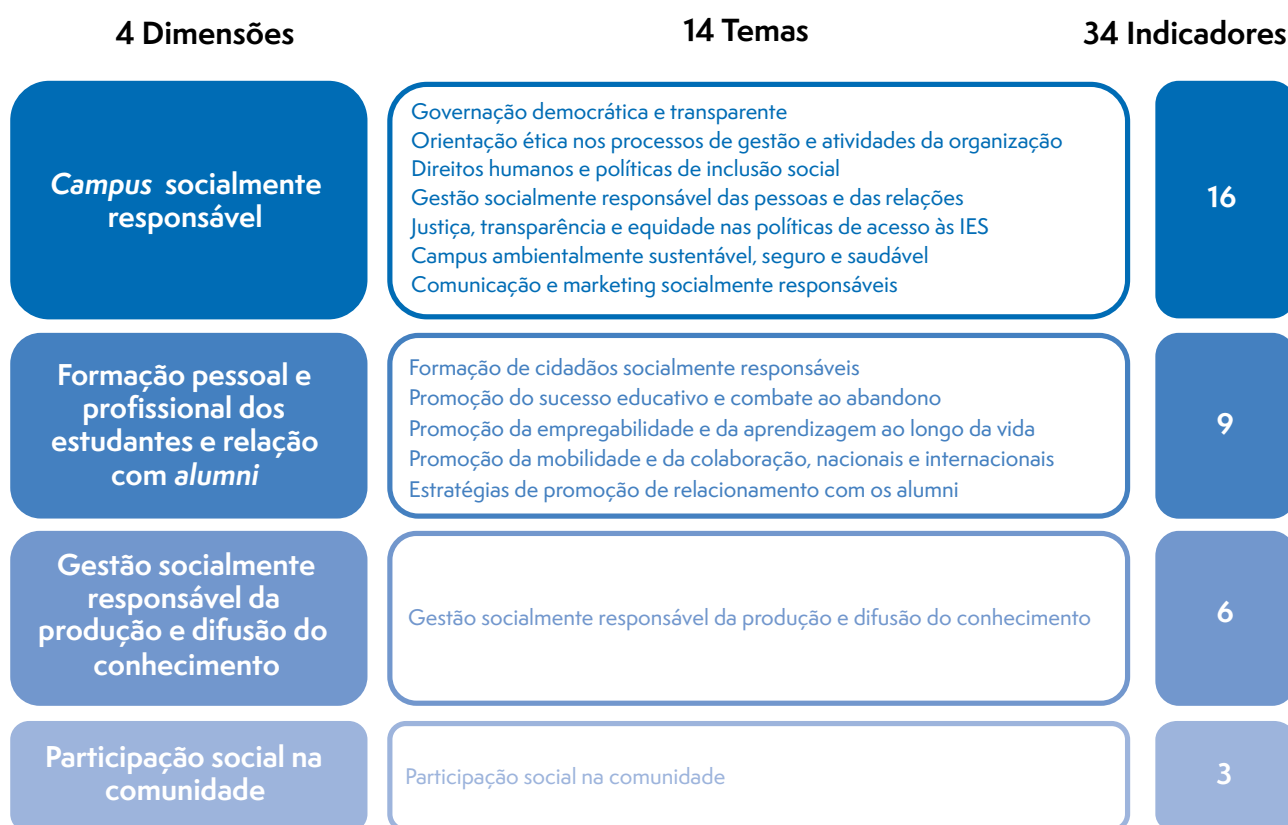 4 Dimensões
14 Temas
34 Indicadores
Campus socialmente
responsável
Governação democrática e transparente
Orientação ética nos processos de gestão e atividades da organização
Direitos humanos e políticas de inclusão social
Gestão socialmente responsável das pessoas e das relações
Justiça, transparência e equidade nas políticas de acesso às IES
Campus ambientalmente sustentável, seguro e saudável
Comunicação e marketing socialmente responsáveis
16
Formação pessoal e
profissional dos
estudantes e relação
com alumni
Formação de cidadãos socialmente responsáveis
Promoção do sucesso educativo e combate ao abandono
Promoção da empregabilidade e da aprendizagem ao longo da vida
Promoção da mobilidade e da colaboração, nacionais e internacionais
Estratégias de promoção de relacionamento com os alumni
9
Gestão socialmente
responsável da
produção e difusão do
conhecimento
Gestão socialmente responsável da produção e difusão do conhecimento
6
Participação social na
comunidade
Participação social na comunidade
3